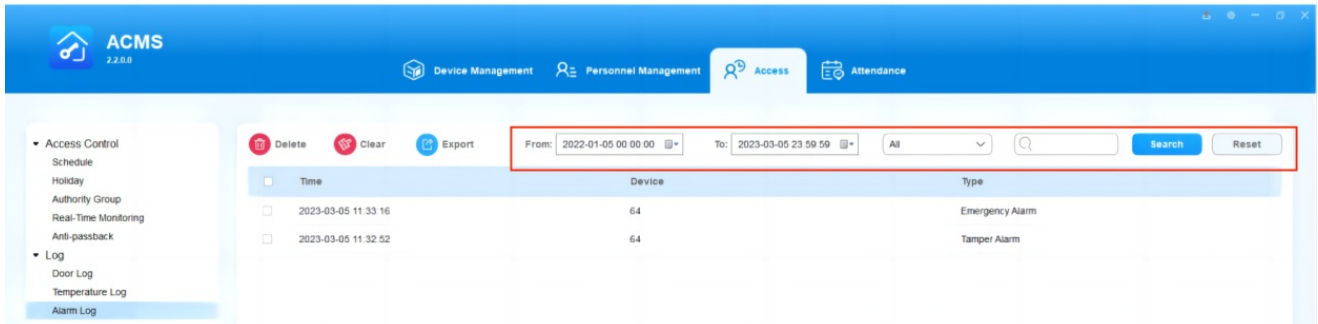 ACMS
2.2.0.0
Device Management
Personnel Management
Access
Attendance
Access Control
Schedule
Holiday
Authority Group
Real-Time Monitoring
Anti-passback
Log
Door Log
Temperature Log
Alarm Log
Delete Clear Export From: 2022-01-05 00:00:00 To: 2023-03-05 23:59:59 All Search Reset
Time Device Type
2023-03-05 11:33:16 64 Emergency Alarm
2023-03-05 11:32:52 64 Tamper Alarm